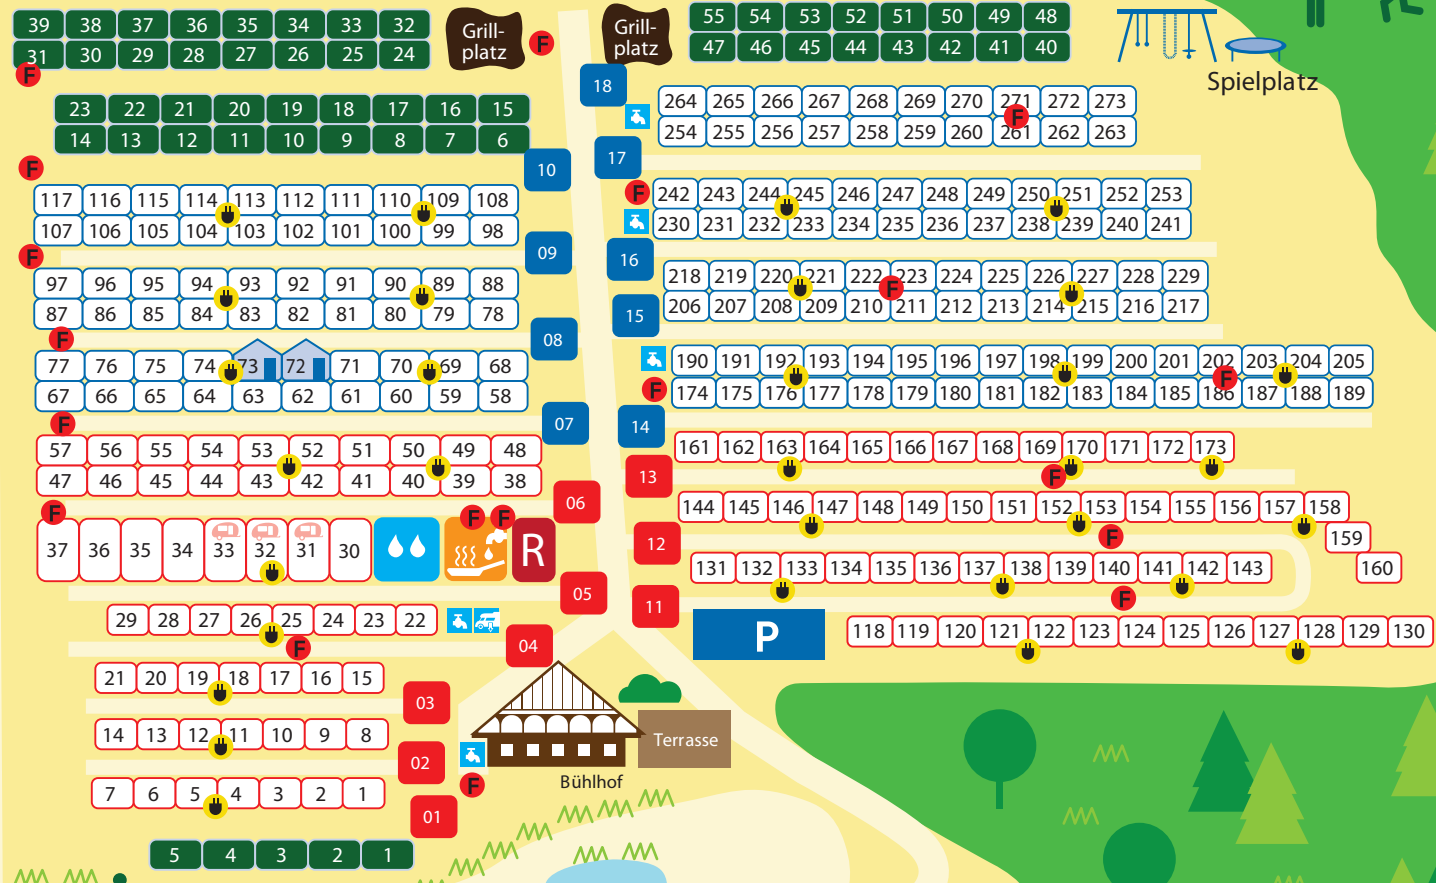 39 38 37 36 35 34 33 32
31 30 29 28 27 26 25 24
F
Grill-
platz
F
Grill-
platz
55 54 53 52 51 50 49 48
47 46 45 44 43 42 41 40
Spielplatz
23 22 21 20 19 18 17 16 15
14 13 12 11 10 9 8 7 6
18
264 265 266 267 268 269 270 271 272 273
F
254 255 256 257 258 259 260 261 262 263
F
10
17
117 116 115 114 113 112 111 110 109 108
107 106 105 104 103 102 101 100 99 98
F
242 243 244 245 246 247 248 249 250 251 252 253
230 231 232 233 234 235 236 237 238 239 240 241
F
09
16
97 96 95 94 93 92 91 90 89 88
87 86 85 84 83 82 81 80 79 78
218 219 220 221 222 223 224 225 226 227 228 229
F
206 207 208 209 210 211 212 213 214 215 216 217
15
F
08
77 76 75 74 73 72 71 70 69 68
67 66 65 64 63 62 61 60 59 58
190 191 192 193 194 195 196 197 198 199 200 201 202 203 204 205
F
F
174 175 176 177 178 179 180 181 182 183 184 185 186 187 188 189
F
07
14
57 56 55 54 53 52 51 50 49 48
47 46 45 44 43 42 41 40 39 38
161 162 163 164 165 166 167 168 169 170 171 172 173
13
F
06
F
F F
37 36 35 34 33 32 31 30
R
144 145 146 147 148 149 150 151 152 153 154 155 156 157 158
159
160
12
F
131 132 133 134 135 136 137 138 139 140 141 142 143
05
11
F
29 28 27 26 25 24 23 22
F
04
P
118 119 120 121 122 123 124 125 126 127 128 129 130
21 20 19 18 17 16 15
03
14 13 12 11 10 9 8
02
Terrasse
Bühlhof
F
7 6 5 4 3 2 1
01
5 4 3 2 1